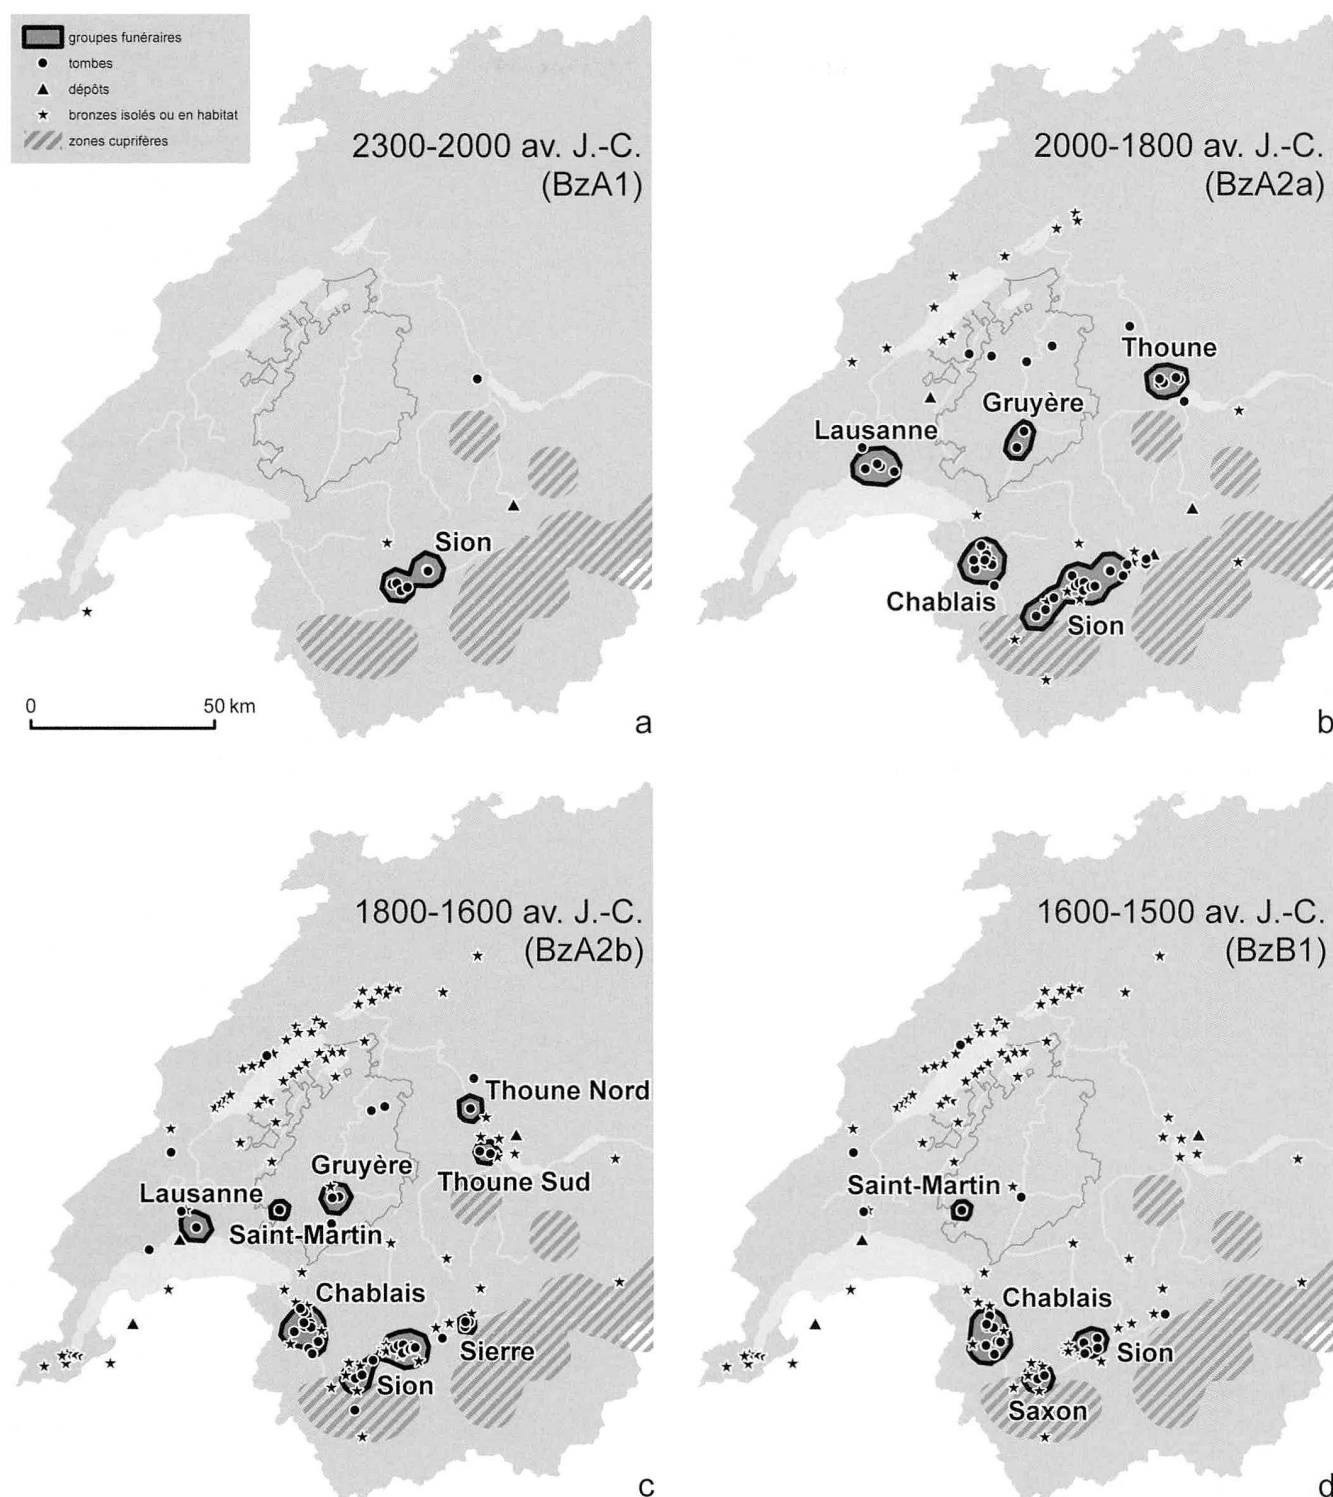 groupes funéraires
tombes
dépôts
bronzes isolés ou en habitat
zones cuprifères
2300-2000 av. J.-C.
(BzA1)
Sion
0 50 km
a
2000-1800 av. J.-C.
(BzA2a)
Thoune
Gruyère
Lausanne
Chablais
Sion
b
1800-1600 av. J.-C.
(BzA2b)
Thoune Nord
Thoune Sud
Gruyère
Lausanne
Saint-Martin
Chablais
Sierre
Sion
c
1600-1500 av. J.-C.
(BzB1)
Saint-Martin
Chablais
Sion
Saxon
d